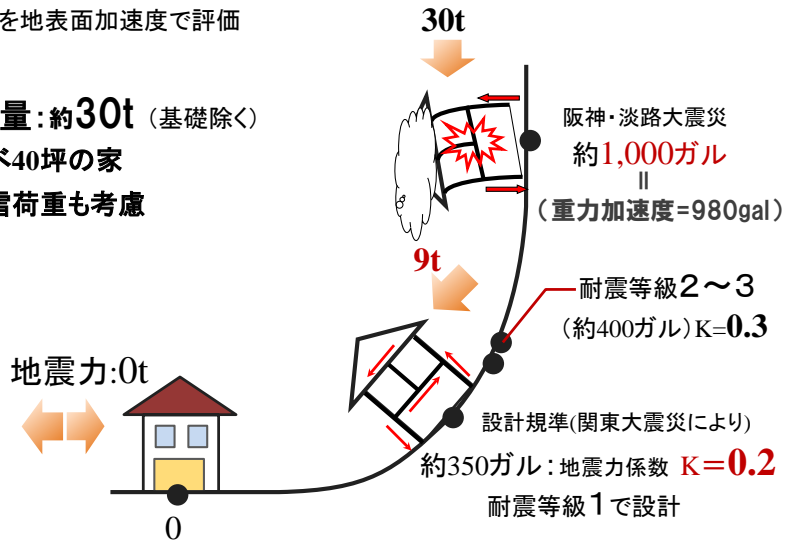 を地表面加速度で評価
30t
量：約30t（基礎除く）
40坪の家
雪荷重も考慮
阪神・淡路大震災
約1,000ガル
＝
（重力加速度=980gal）
9t
耐震等級２～３
（約400ガル）K=0.3
地震力:0t
設計規準(関東大震災により)
約350ガル：地震力係数 K＝0.2
耐震等級１で設計
0